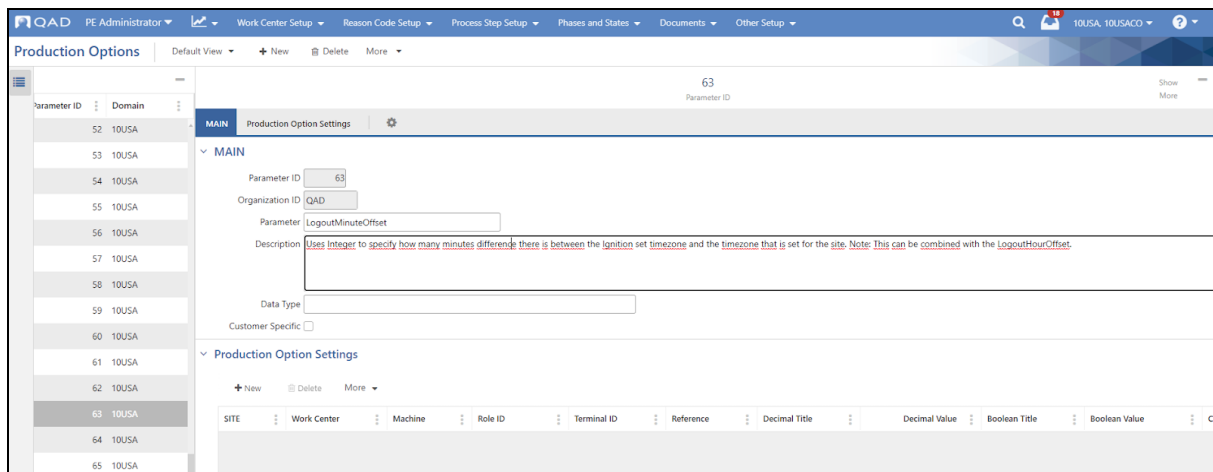 QAD PE Administrator Work Center Setup Reason Code Setup Process Step Setup Phases and States Documents Other Setup 18 10USA, 10USACO ?
Production Options Default View + New Delete More
63
Parameter ID
Show
More
Parameter ID Domain
52 10USA
53 10USA
54 10USA
55 10USA
56 10USA
57 10USA
58 10USA
59 10USA
60 10USA
61 10USA
62 10USA
63 10USA
64 10USA
65 10USA
MAIN Production Option Settings
MAIN
Parameter ID 63
Organization ID QAD
Parameter LogoutMinuteOffset
Description Uses Integer to specify how many minutes difference there is between the Ignition set timezone and the timezone that is set for the site. Note: This can be combined with the LogoutHourOffset.
Data Type
Customer Specific
Production Option Settings
+ New Delete More
SITE Work Center Machine Role ID Terminal ID Reference Decimal Title Decimal Value Boolean Title Boolean Value C